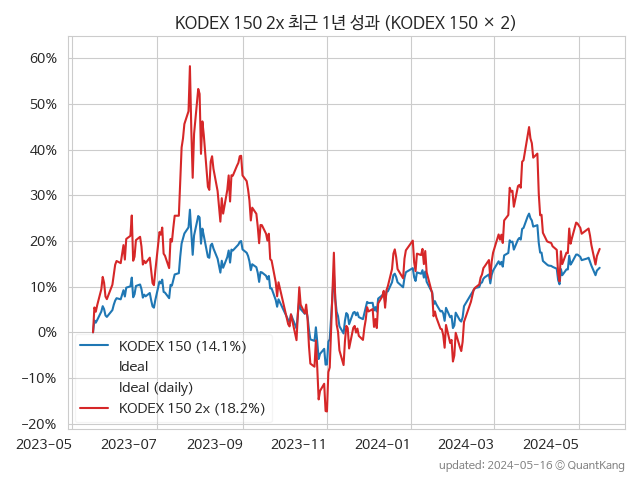 KODEX 150 2x 최근 1년 성과 (KODEX 150 × 2)
60%
50%
40%
30%
20%
10%
0%
−10%
−20%
KODEX 150 (14.1%)
Ideal
Ideal (daily)
KODEX 150 2x (18.2%)
2023-05 2023-07 2023-09 2023-11 2024-01 2024-03 2024-05
updated: 2024-05-16 © QuantKang